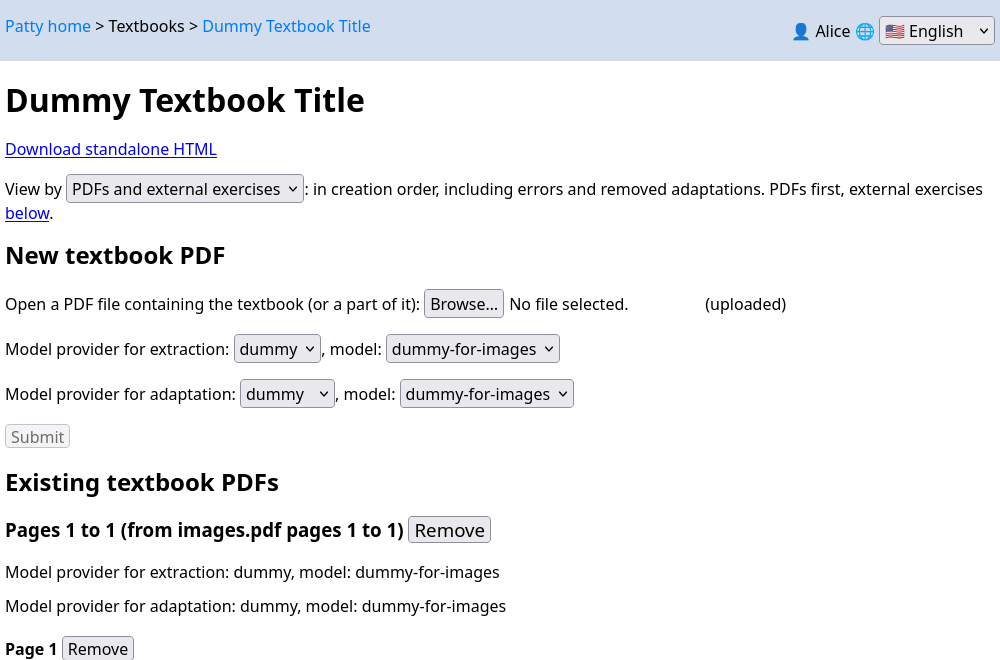 Patty home > Textbooks > Dummy Textbook Title
👤 Alice 🌐 🇺🇸 English
Dummy Textbook Title
Download standalone HTML
View by PDFs and external exercises : in creation order, including errors and removed adaptations. PDFs first, external exercises
below.
New textbook PDF
Open a PDF file containing the textbook (or a part of it): Browse... No file selected. (uploaded)
Model provider for extraction: dummy , model: dummy-for-images
Model provider for adaptation: dummy , model: dummy-for-images
Submit
Existing textbook PDFs
Pages 1 to 1 (from images.pdf pages 1 to 1) Remove
Model provider for extraction: dummy, model: dummy-for-images
Model provider for adaptation: dummy, model: dummy-for-images
Page 1 Remove